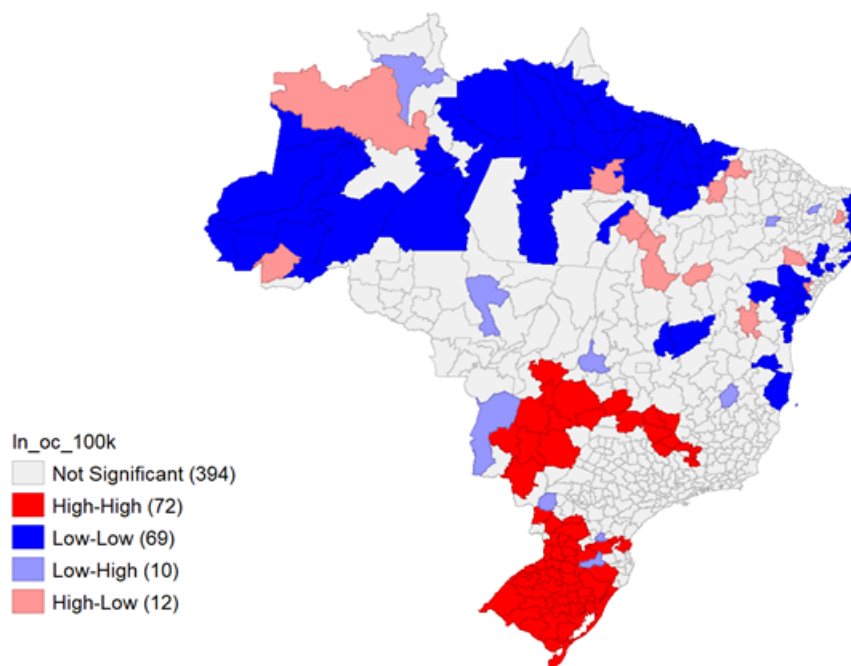 ln_oc_100k
Not Significant (394)
High-High (72)
Low-Low (69)
Low-High (10)
High-Low (12)